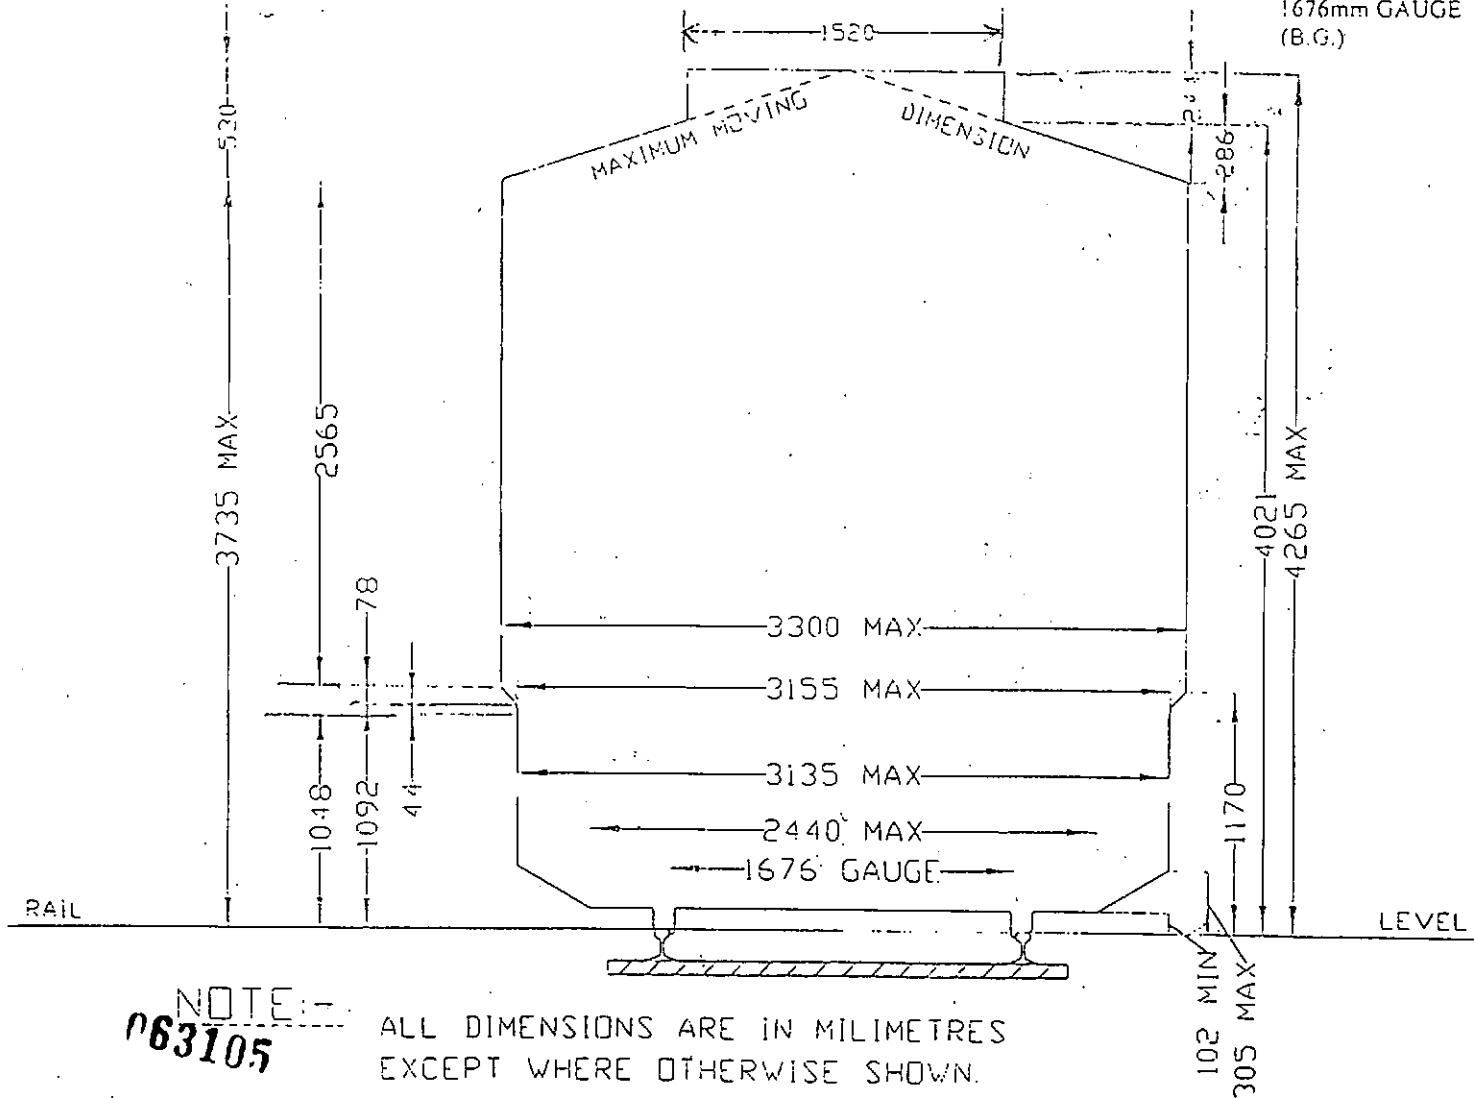 1676mm GAUGE
(B.G.)
1520
530
286
MAXIMUM MOVING DIMENSION
3735 MAX
2565
4021
4265 MAX
78
3300 MAX
3155 MAX
3135 MAX
1048
1092
44
2440 MAX
1170
1676 GAUGE
RAIL
LEVEL
102 MIN
305 MAX
NOTE:-
063105
ALL DIMENSIONS ARE IN MILIMETRES
EXCEPT WHERE OTHERWISE SHOWN.